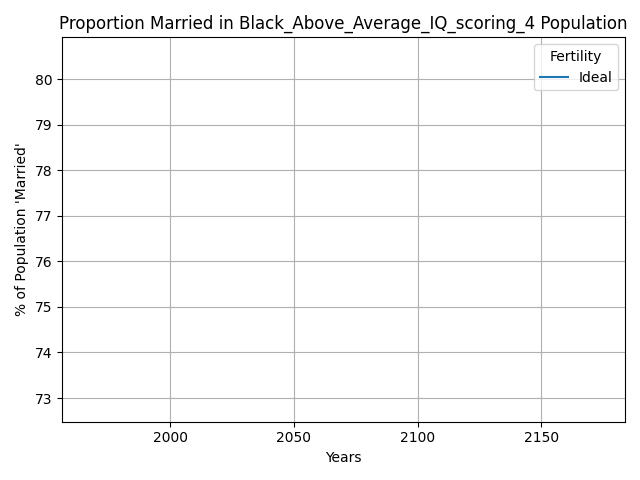 Proportion Married in Black_Above_Average_IQ_scoring_4 Population
Fertility
Ideal
80
79
78
77
76
75
74
73
% of Population 'Married'
2000
2050
2100
2150
Years